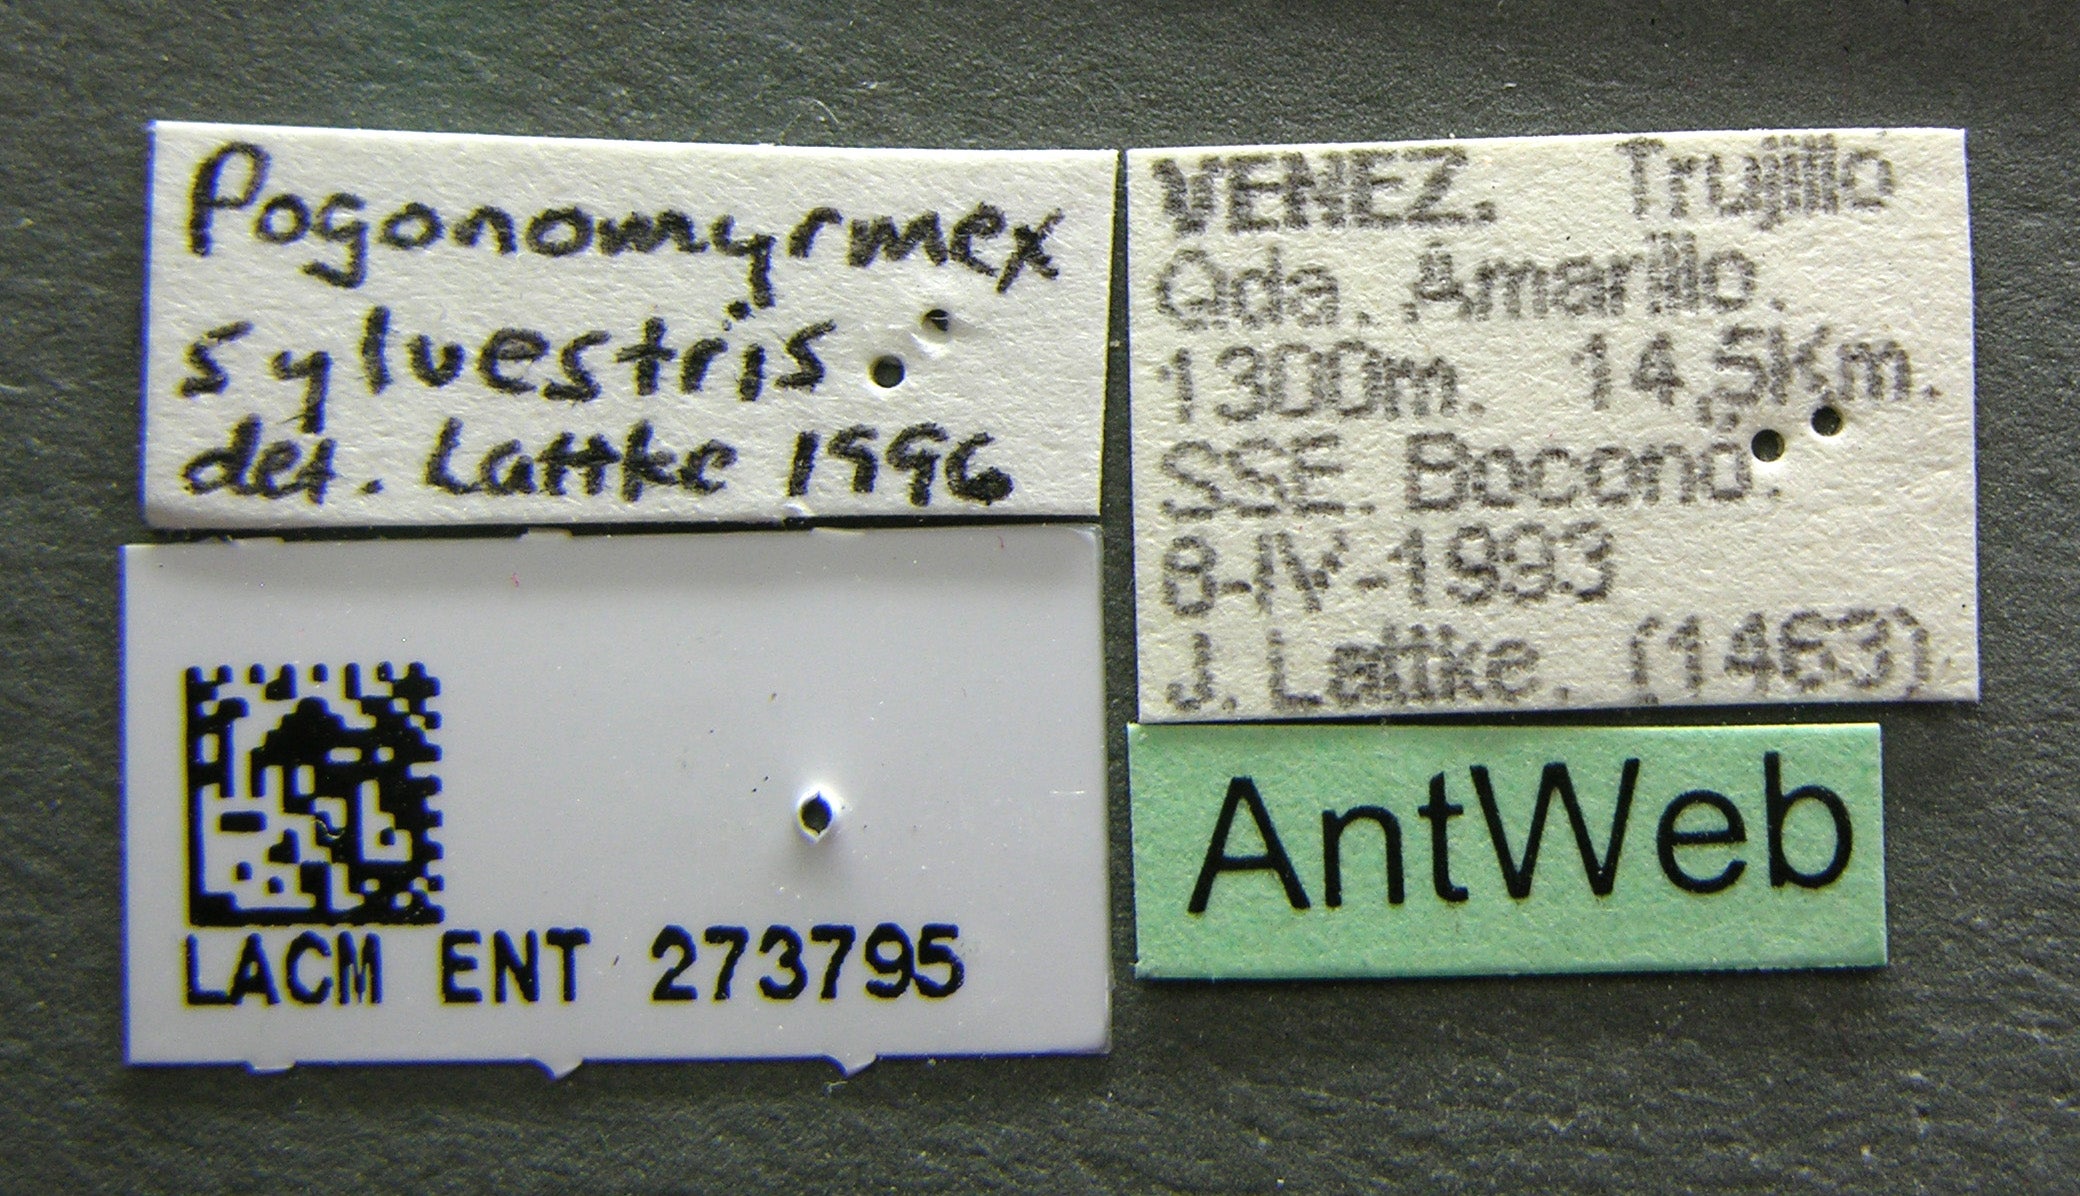 Pogonomyrmex
sylvestris
det. Lattke 1996
VENEZ. Trujillo
Qda. Amarillo.
1300m. 14,5Km.
SSE. Boconó.
8-IV-1993
J. Lattke. (1463)
LACM ENT 273795
AntWeb